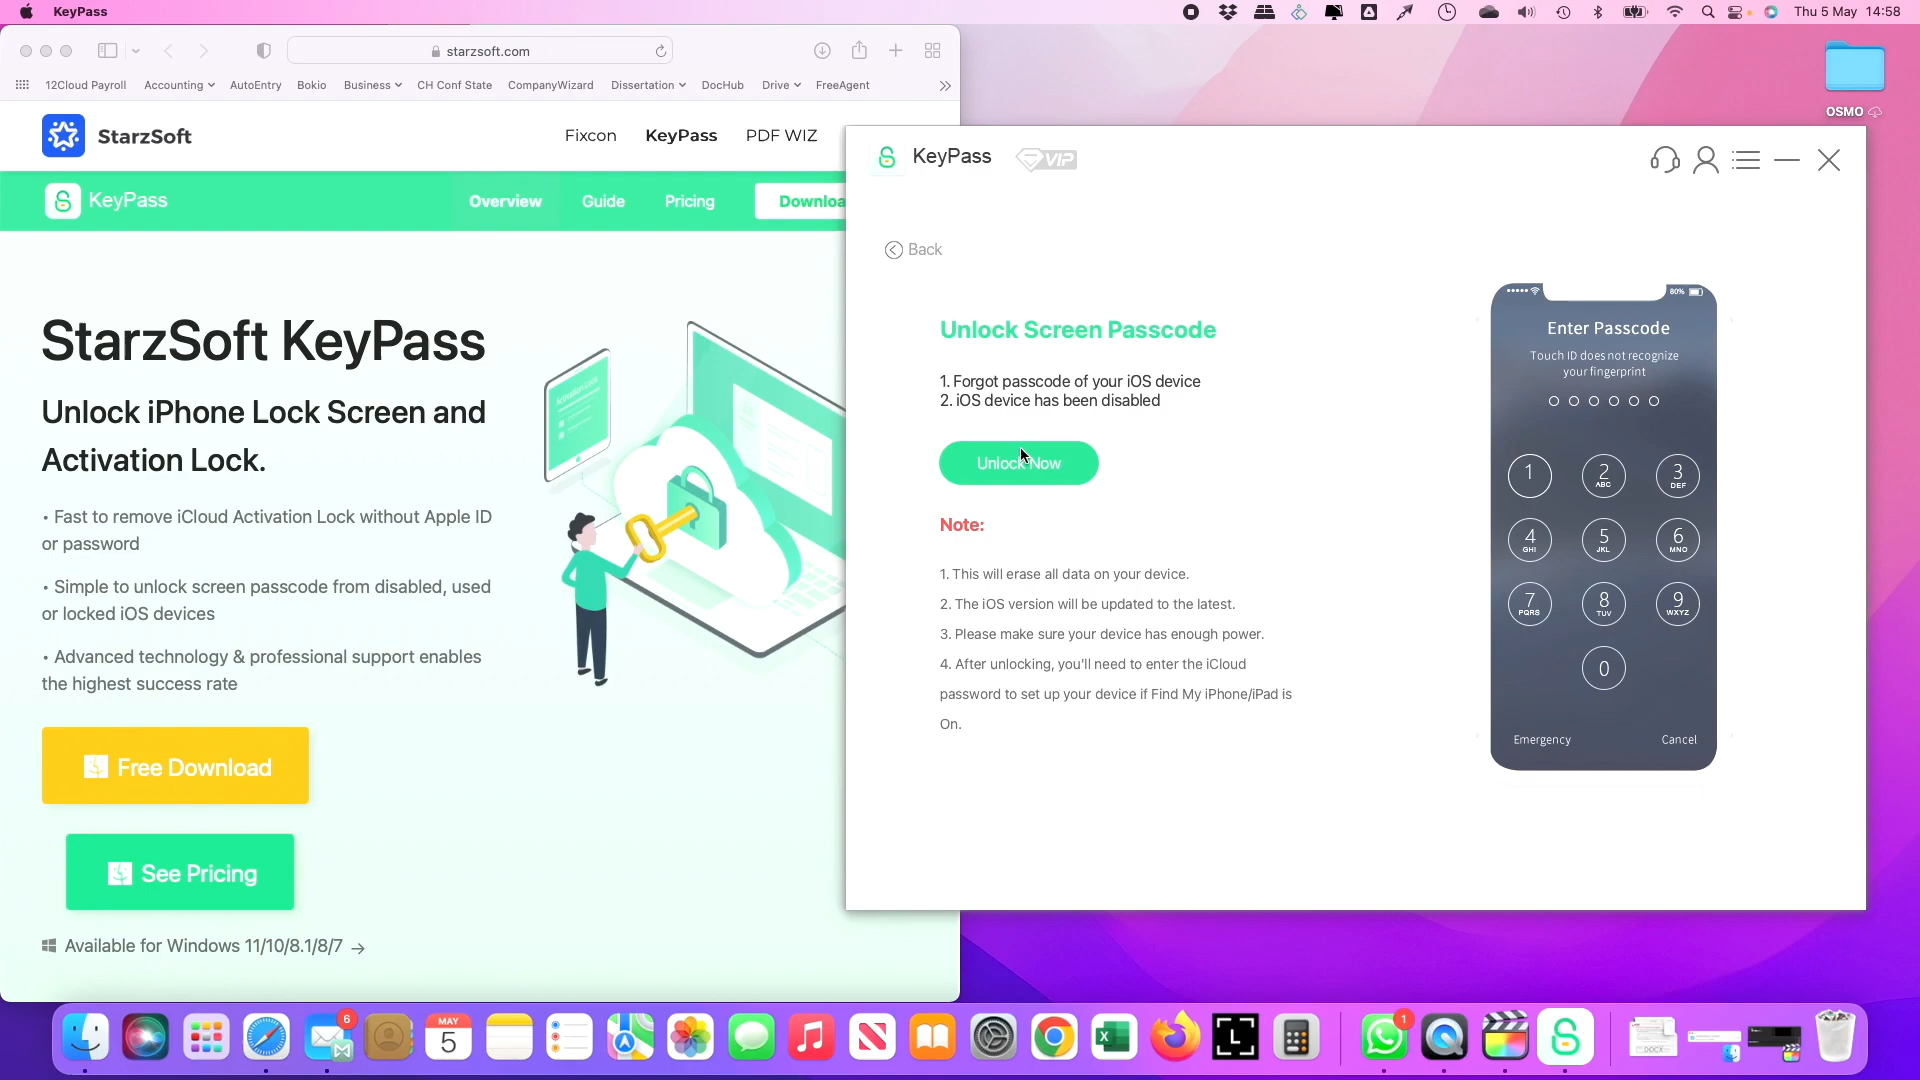 KeyPass
Thu 5 May 14:58
starzsoft.com
12Cloud Payroll Accounting AutoEntry Bokio Business CH Conf State CompanyWizard Dissertation DocHub Drive FreeAgent
OSMO
StarzSoft
Fixcon KeyPass PDF WIZ
KeyPass
Overview Guide Pricing Downloa
StarzSoft KeyPass
Unlock iPhone Lock Screen and
Activation Lock.
• Fast to remove iCloud Activation Lock without Apple ID
or password
• Simple to unlock screen passcode from disabled, used
or locked iOS devices
• Advanced technology & professional support enables
the highest success rate
Free Download
See Pricing
Available for Windows 11/10/8.1/8/7 →
Activation Lock
KeyPass VIP
Back
Unlock Screen Passcode
1. Forgot passcode of your iOS device
2. iOS device has been disabled
Unlock Now
Note:
1. This will erase all data on your device.
2. The iOS version will be updated to the latest.
3. Please make sure your device has enough power.
4. After unlocking, you'll need to enter the iCloud
password to set up your device if Find My iPhone/iPad is
On.
80%
Enter Passcode
Touch ID does not recognize
your fingerprint
1 2 ABC 3 DEF
4 GHI 5 JKL 6 MNO
7 PQRS 8 TUV 9 WXYZ
0
Emergency Cancel
6
MAY
5
1
DOCX